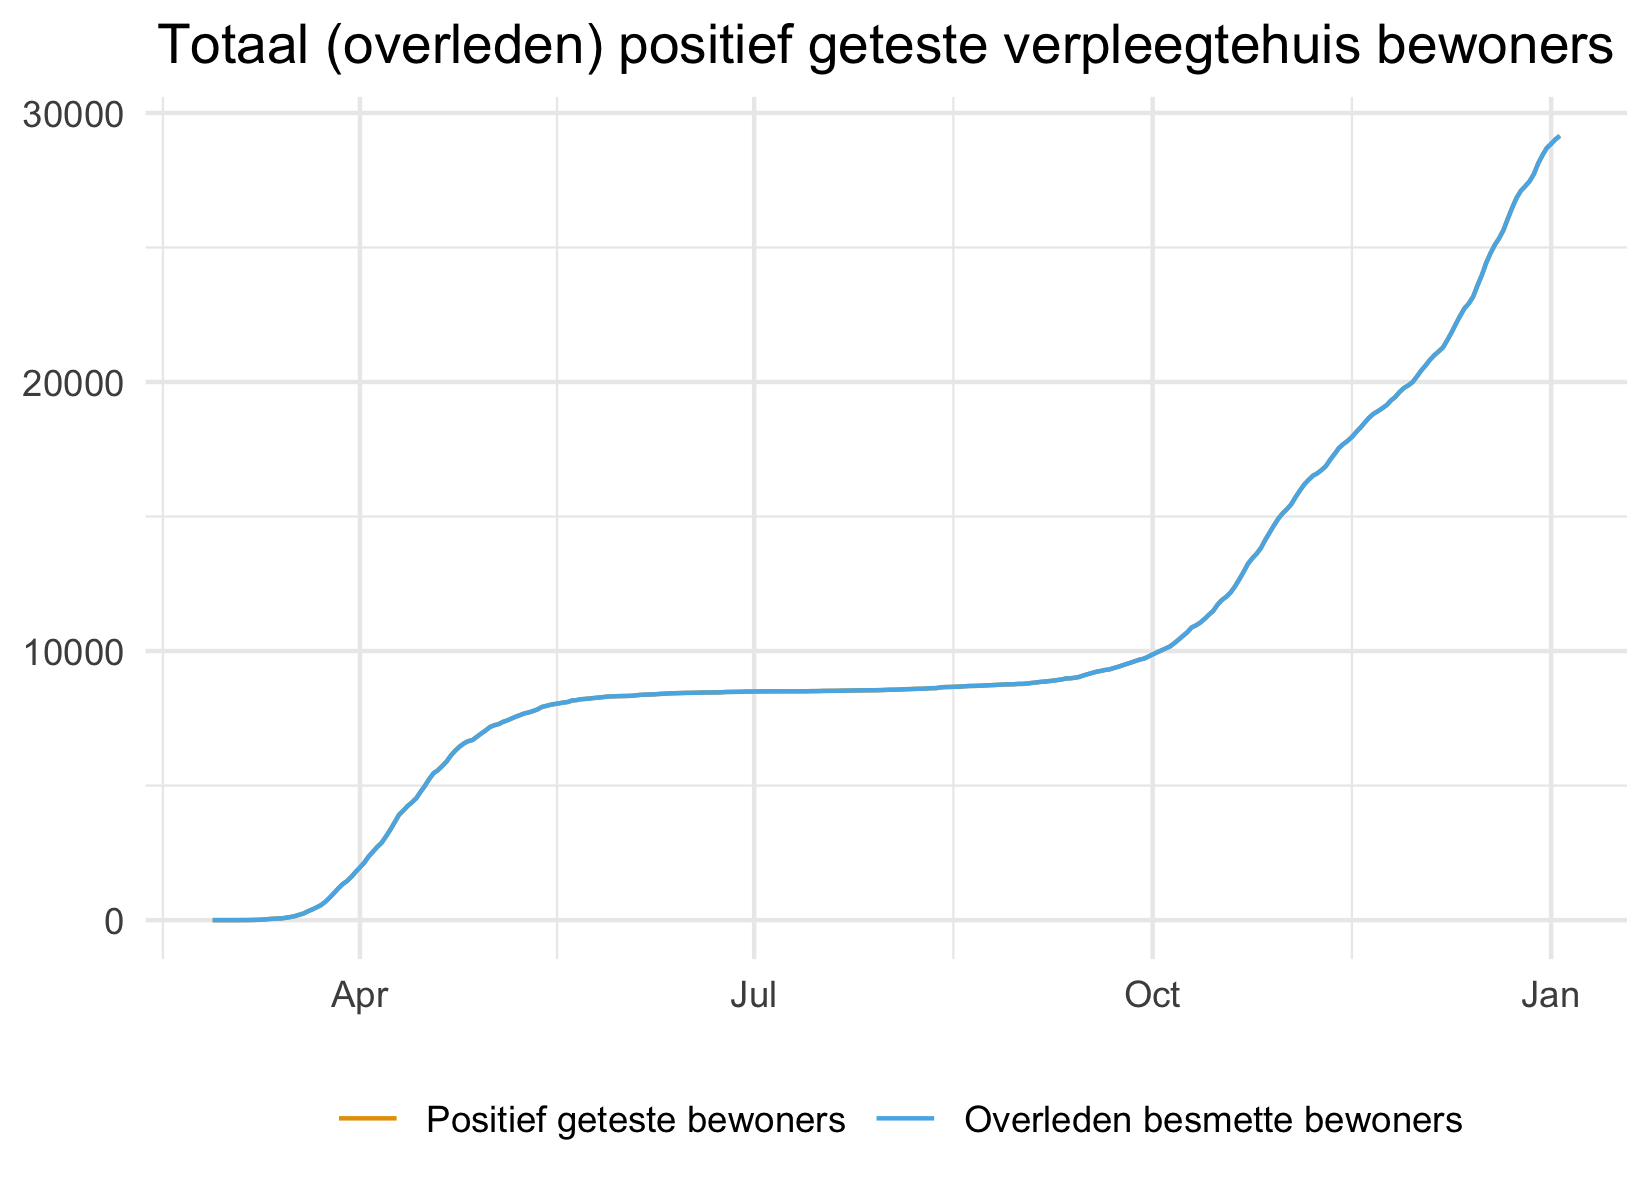 Totaal (overleden) positief geteste verpleegtehuis bewoners
30000
20000
10000
0
Apr Jul Oct Jan
Positief geteste bewoners Overleden besmette bewoners